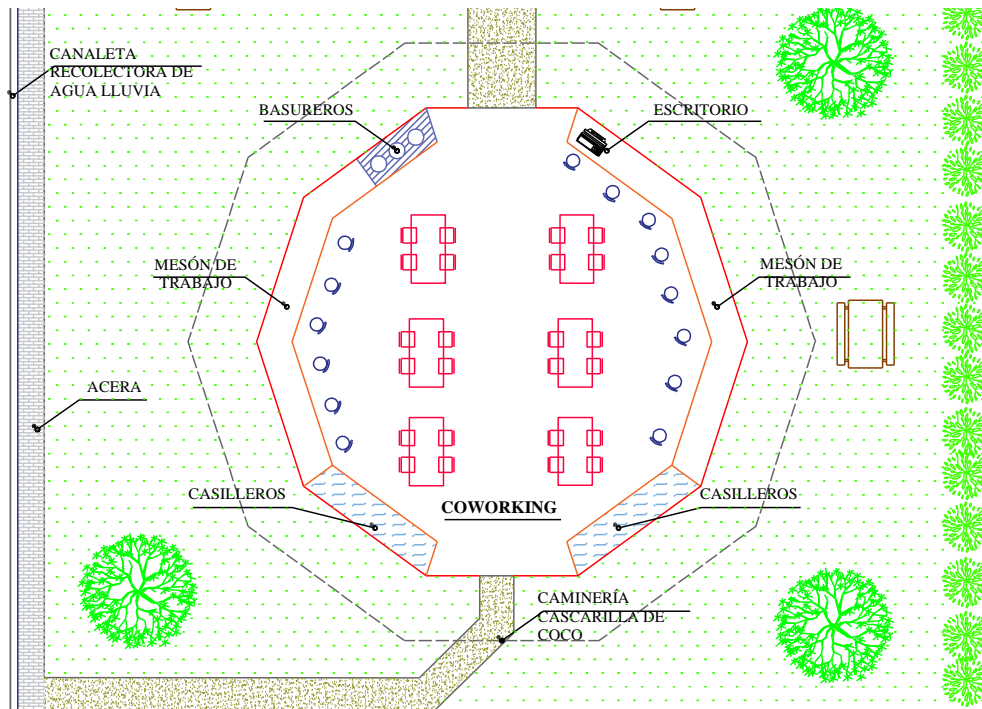 CANALETA
RECOLECTORA DE
AGUA LLUVIA
BASUREROS
ESCRITORIO
MESÓN DE
TRABAJO
MESÓN DE
TRABAJO
ACERA
CASILLEROS
COWORKING
CASILLEROS
CAMINERÍA
CASCARILLA DE
COCO